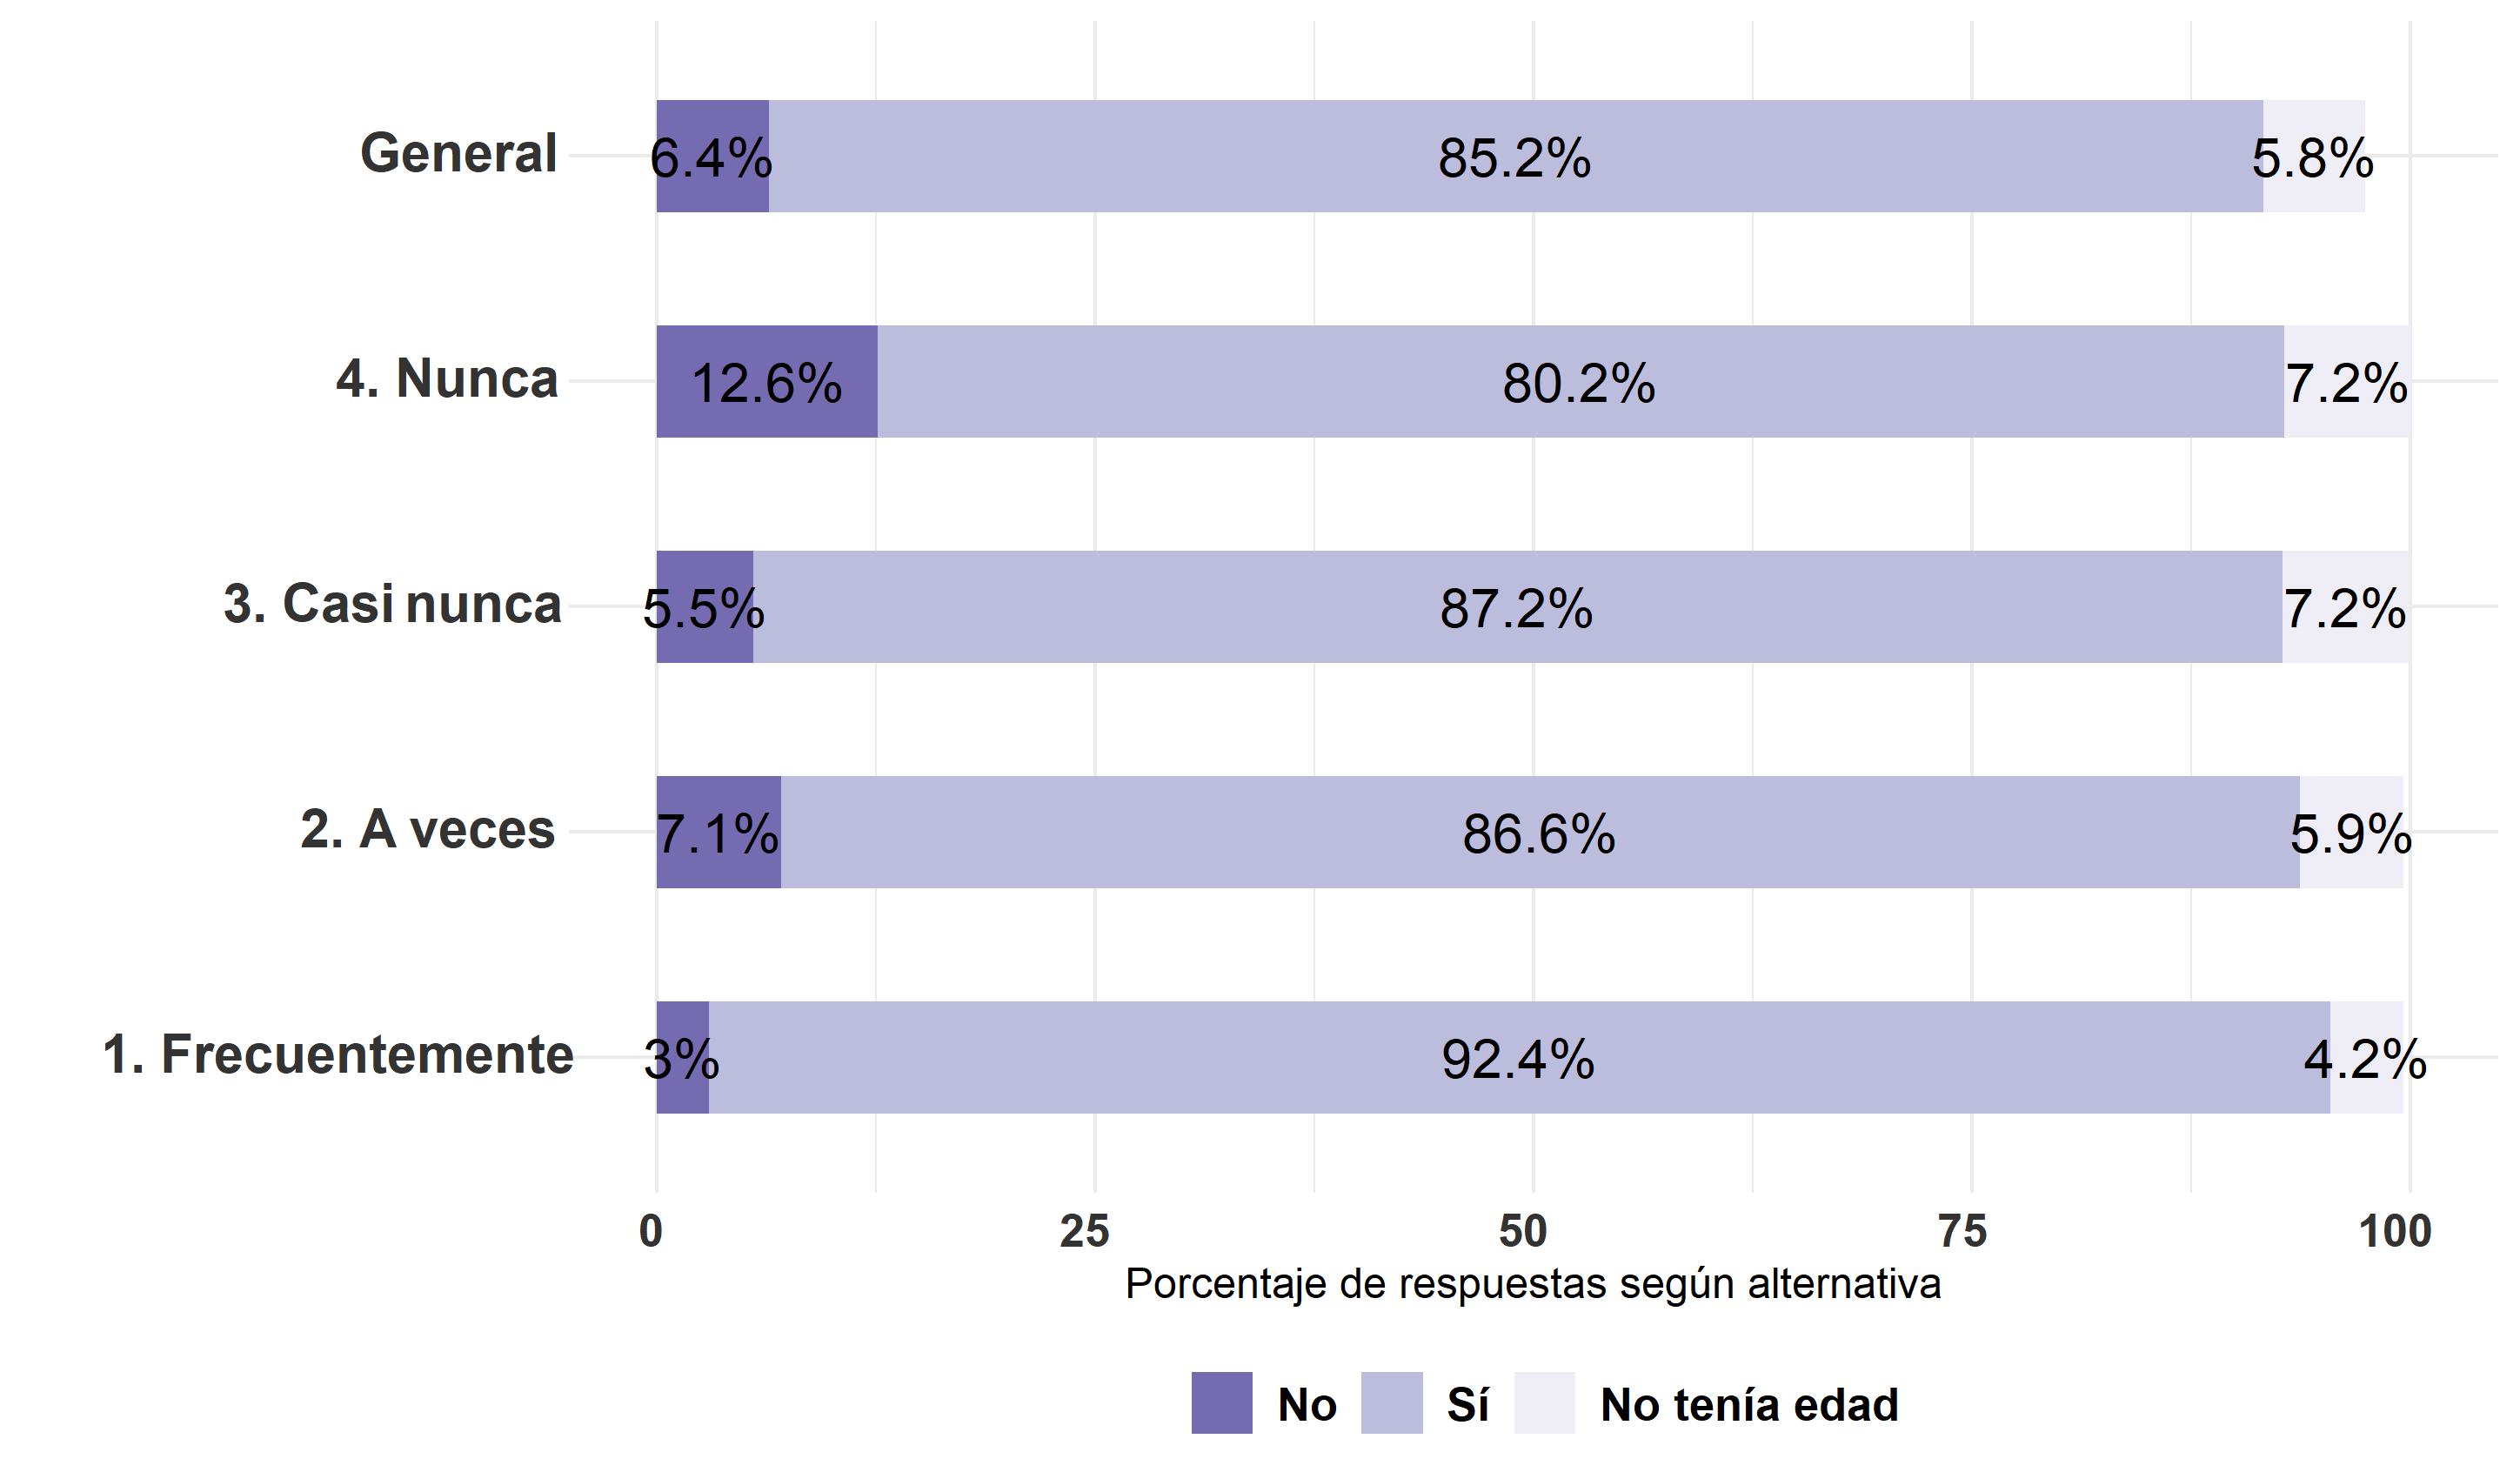 General 6.4% 85.2% 5.8%
4. Nunca 12.6% 80.2% 7.2%
3. Casi nunca 5.5% 87.2% 7.2%
2. A veces 7.1% 86.6% 5.9%
1. Frecuentemente 3% 92.4% 4.2%
0 25 50 75 100
Porcentaje de respuestas según alternativa
No Sí No tenía edad